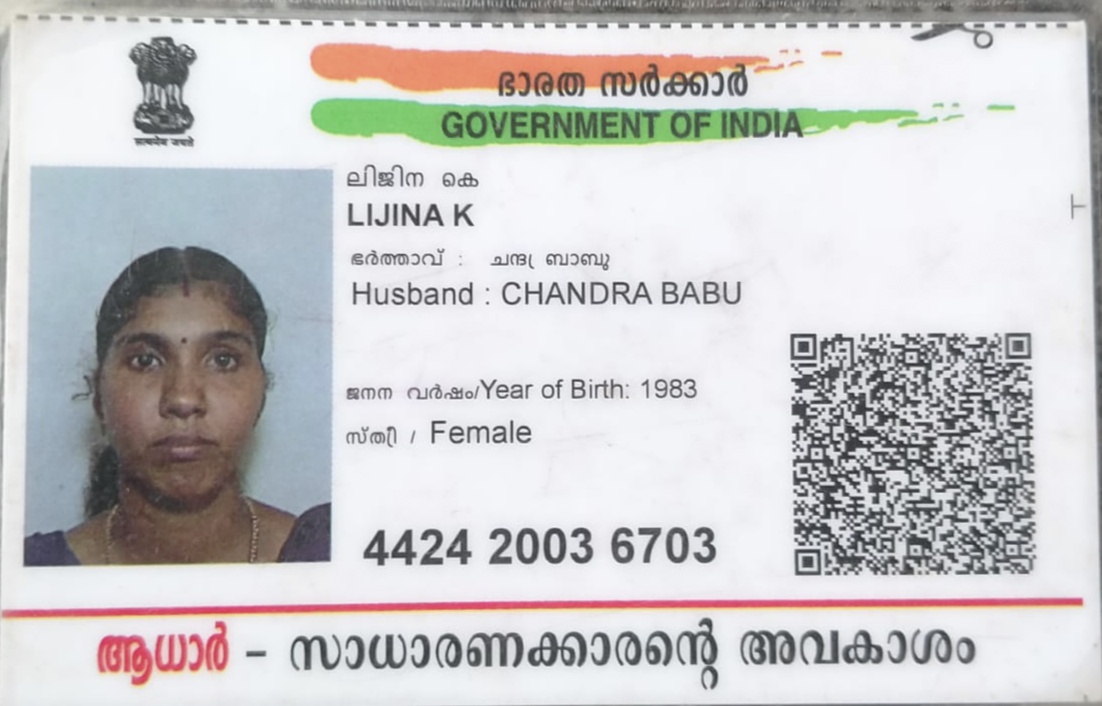 भारत സർക്കാർ
GOVERNMENT OF INDIA
सत्यमेव जयते
ലിജിന കെ
LIJINA K
ഭർത്താവ് : ചന്ദ്ര ബാബു
Husband : CHANDRA BABU
ജനന വർഷം/Year of Birth: 1983
സ്ത്രീ / Female
4424 2003 6703
ആധാർ - സാധാരണക്കാരന്റെ അവകാശം